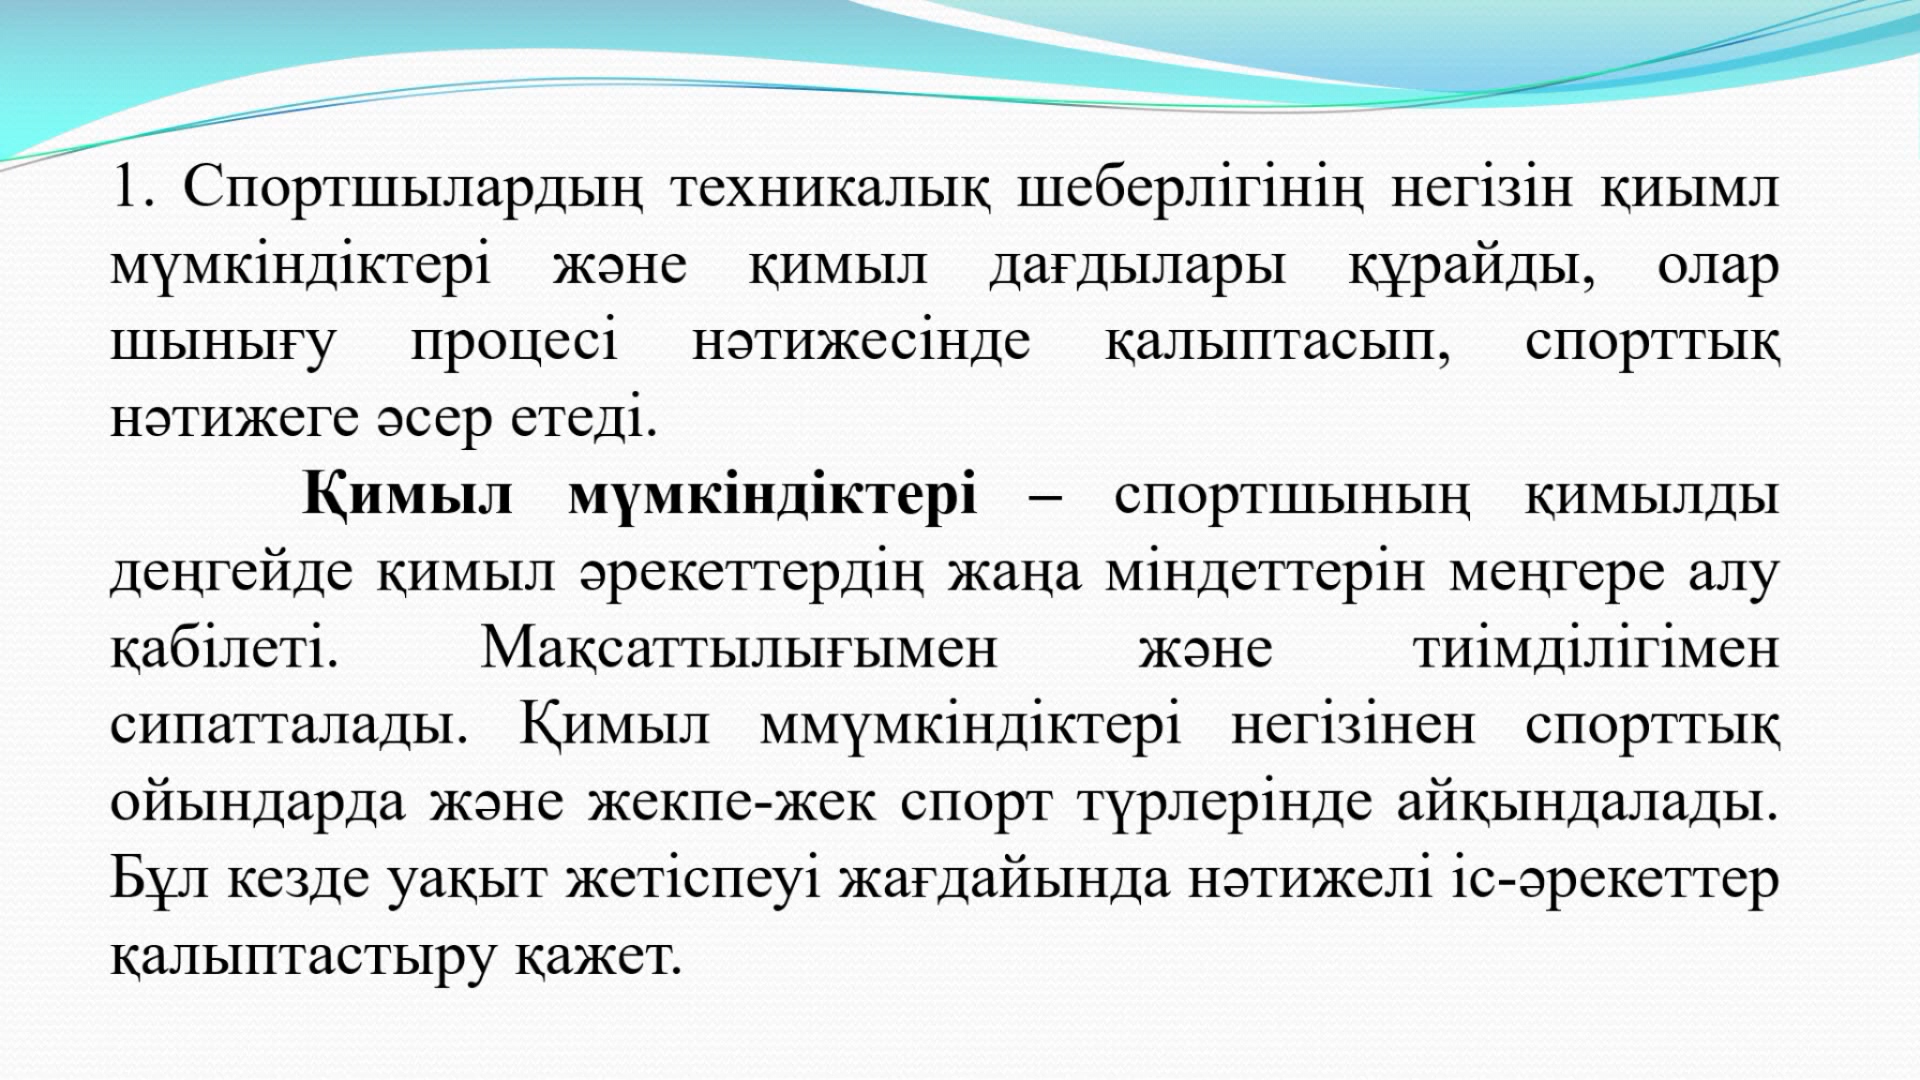 1. Спортшылардың техникалық шеберлігінің негізін қиымл
мүмкіндіктері және қимыл дағдылары құрайды, олар
шынығу процесі нәтижесінде қалыптасып, спорттық
нәтижеге әсер етеді.
Қимыл мүмкіндіктері – спортшының қимылды
деңгейде қимыл әрекеттердің жаңа міндеттерін меңгере алу
қабілеті. Мақсаттылығымен және тиімділігімен
сипатталады. Қимыл ммүмкіндіктері негізінен спорттық
ойындарда және жекпе-жек спорт түрлерінде айқындалады.
Бұл кезде уақыт жетіспеуі жағдайында нәтижелі іс-әрекеттер
қалыптастыру қажет.